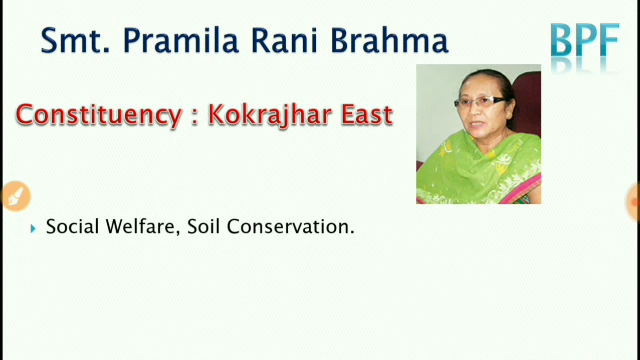 Smt. Pramila Rani Brahma
BPF
Constituency : Kokrajhar East
Social Welfare, Soil Conservation.